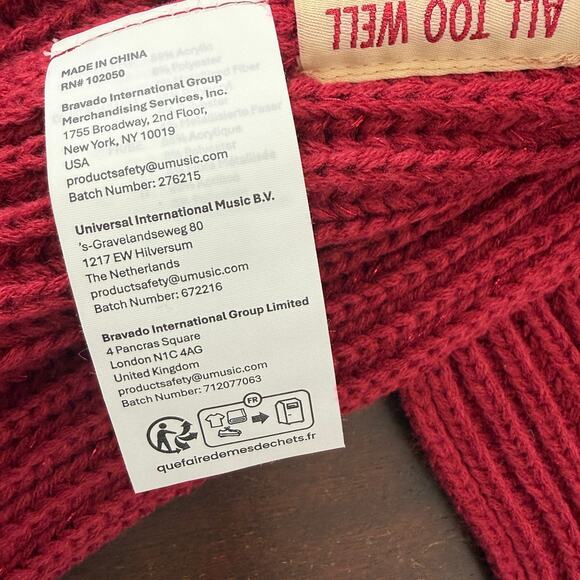 ALL TOO WELL
MADE IN CHINA
RN# 102050
Bravado International Group
Merchandising Services, Inc.
1755 Broadway, 2nd Floor,
New York, NY 10019
USA
productsafety@umusic.com
Batch Number: 276215
Universal International Music B.V.
's-Gravelandseweg 80
1217 EW Hilversum
The Netherlands
productsafety@umusic.com
Batch Number: 672216
Bravado International Group Limited
4 Pancras Square
London N1C 4AG
United Kingdom
productsafety@umusic.com
Batch Number: 712077063
FR
quefairedemesdechets.fr